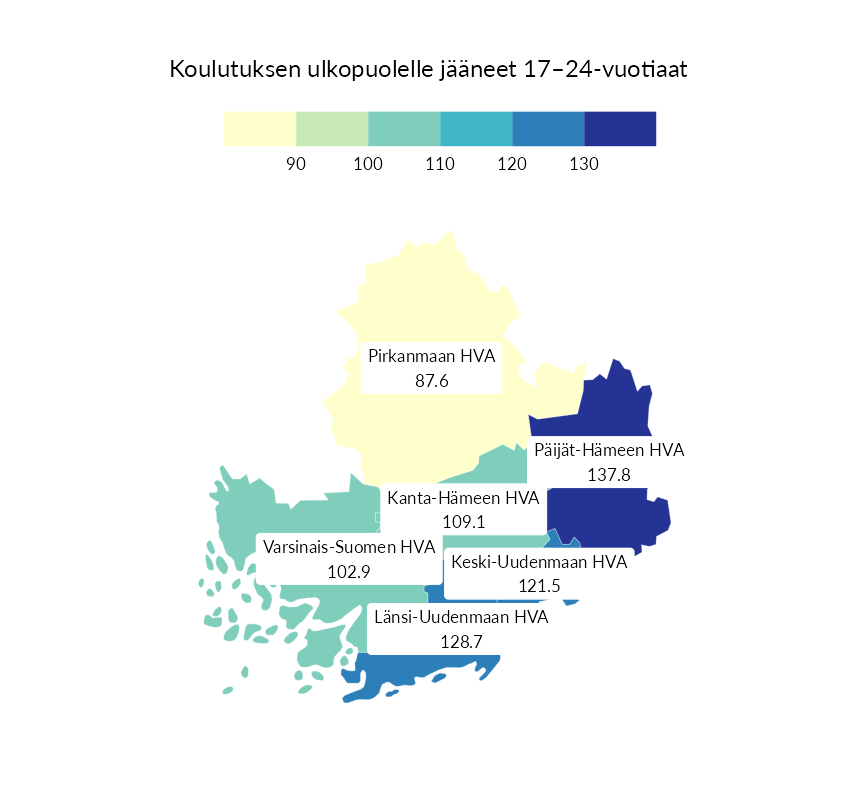 Koulutuksen ulkopuolelle jääneet 17–24-vuotiaat
90 100 110 120 130
Pirkanmaan HVA
87.6
Päijät-Hämeen HVA
137.8
Kanta-Hämeen HVA
109.1
Varsinais-Suomen HVA
102.9
Keski-Uudenmaan HVA
121.5
Länsi-Uudenmaan HVA
128.7